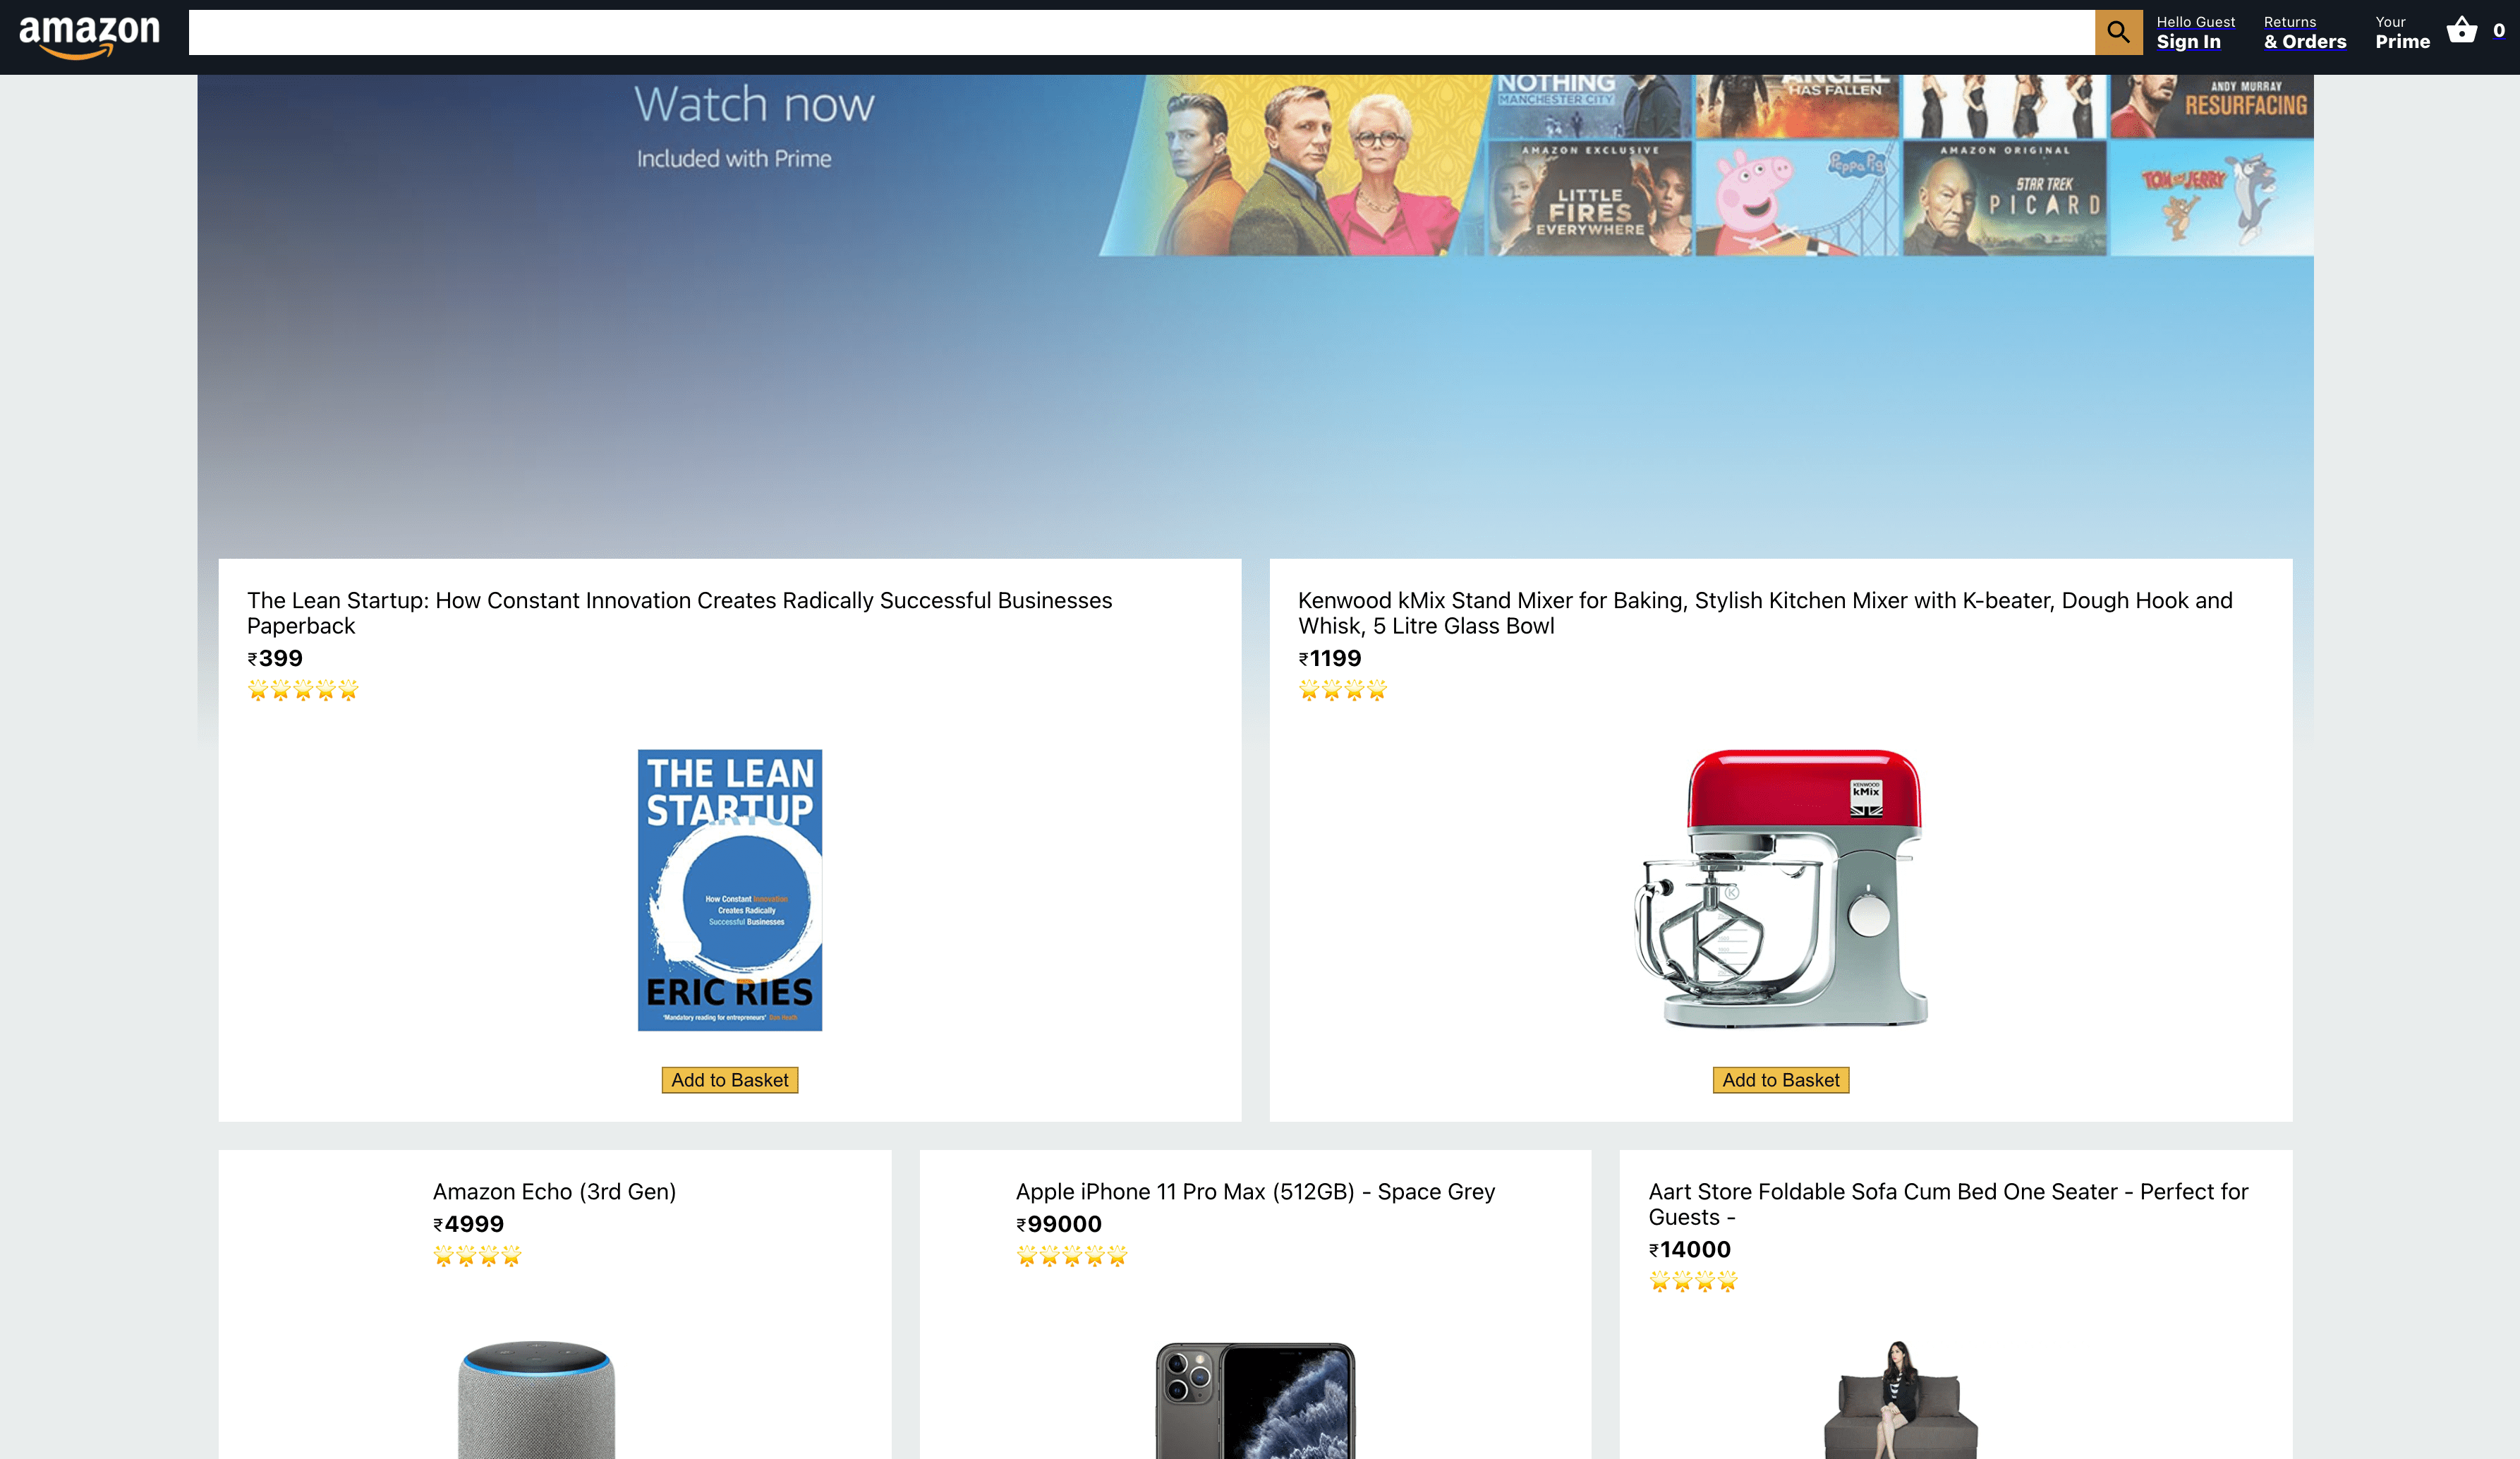 amazon
Hello Guest
Sign In
Returns
& Orders
Your
Prime
0
Watch now
Included with Prime
NOTHING
MANCHESTER CITY
ANGEL
HAS FALLEN
ANDY MURRAY
RESURFACING
AMAZON EXCLUSIVE
LITTLE
FIRES
EVERYWHERE
Peppa Pig
AMAZON ORIGINAL
STAR TREK
PICARD
TOM and JERRY
The Lean Startup: How Constant Innovation Creates Radically Successful Businesses
Paperback
₹399
THE LEAN
STARTUP
How Constant Innovation
Creates Radically
Successful Businesses
ERIC RIES
'Mandatory reading for entrepreneurs'
Add to Basket
Kenwood kMix Stand Mixer for Baking, Stylish Kitchen Mixer with K-beater, Dough Hook and
Whisk, 5 Litre Glass Bowl
₹1199
KENWOOD
kMix
Add to Basket
Amazon Echo (3rd Gen)
₹4999
Apple iPhone 11 Pro Max (512GB) - Space Grey
₹99000
Aart Store Foldable Sofa Cum Bed One Seater - Perfect for
Guests -
₹14000